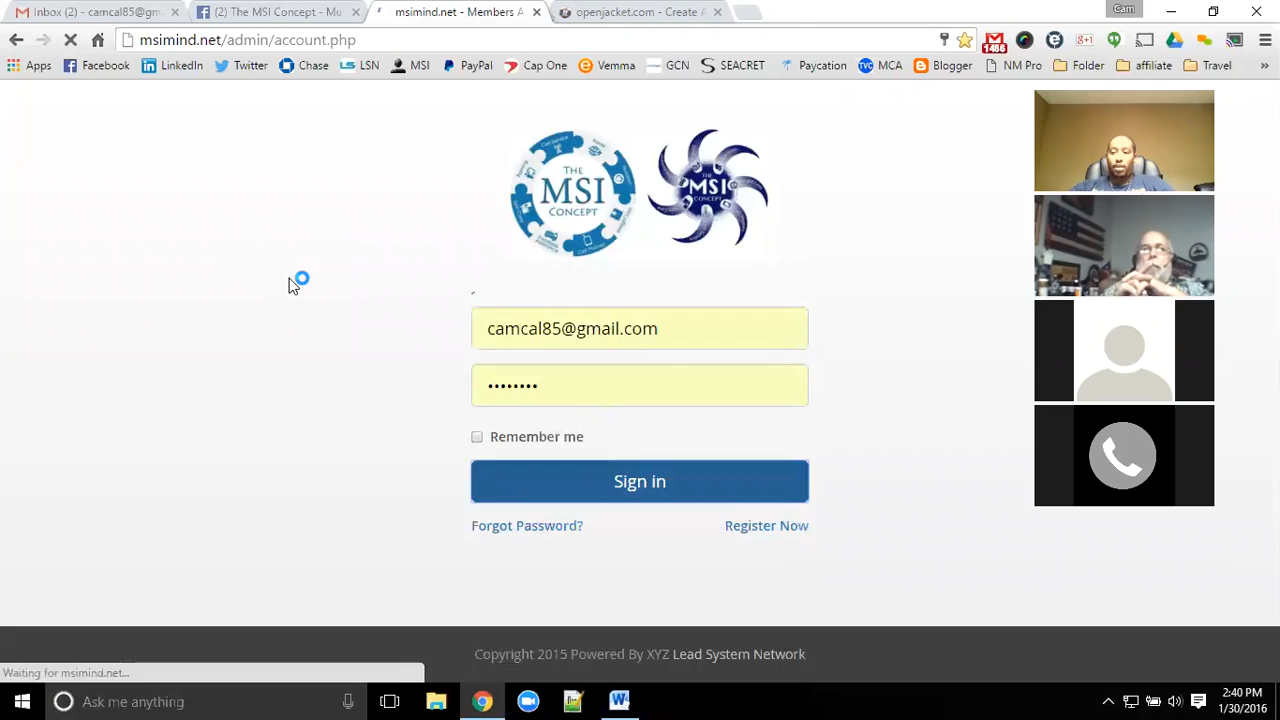 Inbox (2) - camcal85@gm
(2) The MSI Concept - Mu
msimind.net - Members A
openjacket.com - Create A
Cam
msimind.net/admin/account.php
1486
Apps Facebook LinkedIn Twitter Chase LSN MSI PayPal Cap One Vemma GCN SEACRET Paycation MCA Blogger NM Pro Folder affiliate Travel
THE
MSI
CONCEPT
THE
MSI
CONCEPT
camcal85@gmail.com
••••••••
Remember me
Sign in
Forgot Password? Register Now
Copyright 2015 Powered By XYZ Lead System Network
Waiting for msimind.net...
Ask me anything
2:40 PM
1/30/2016